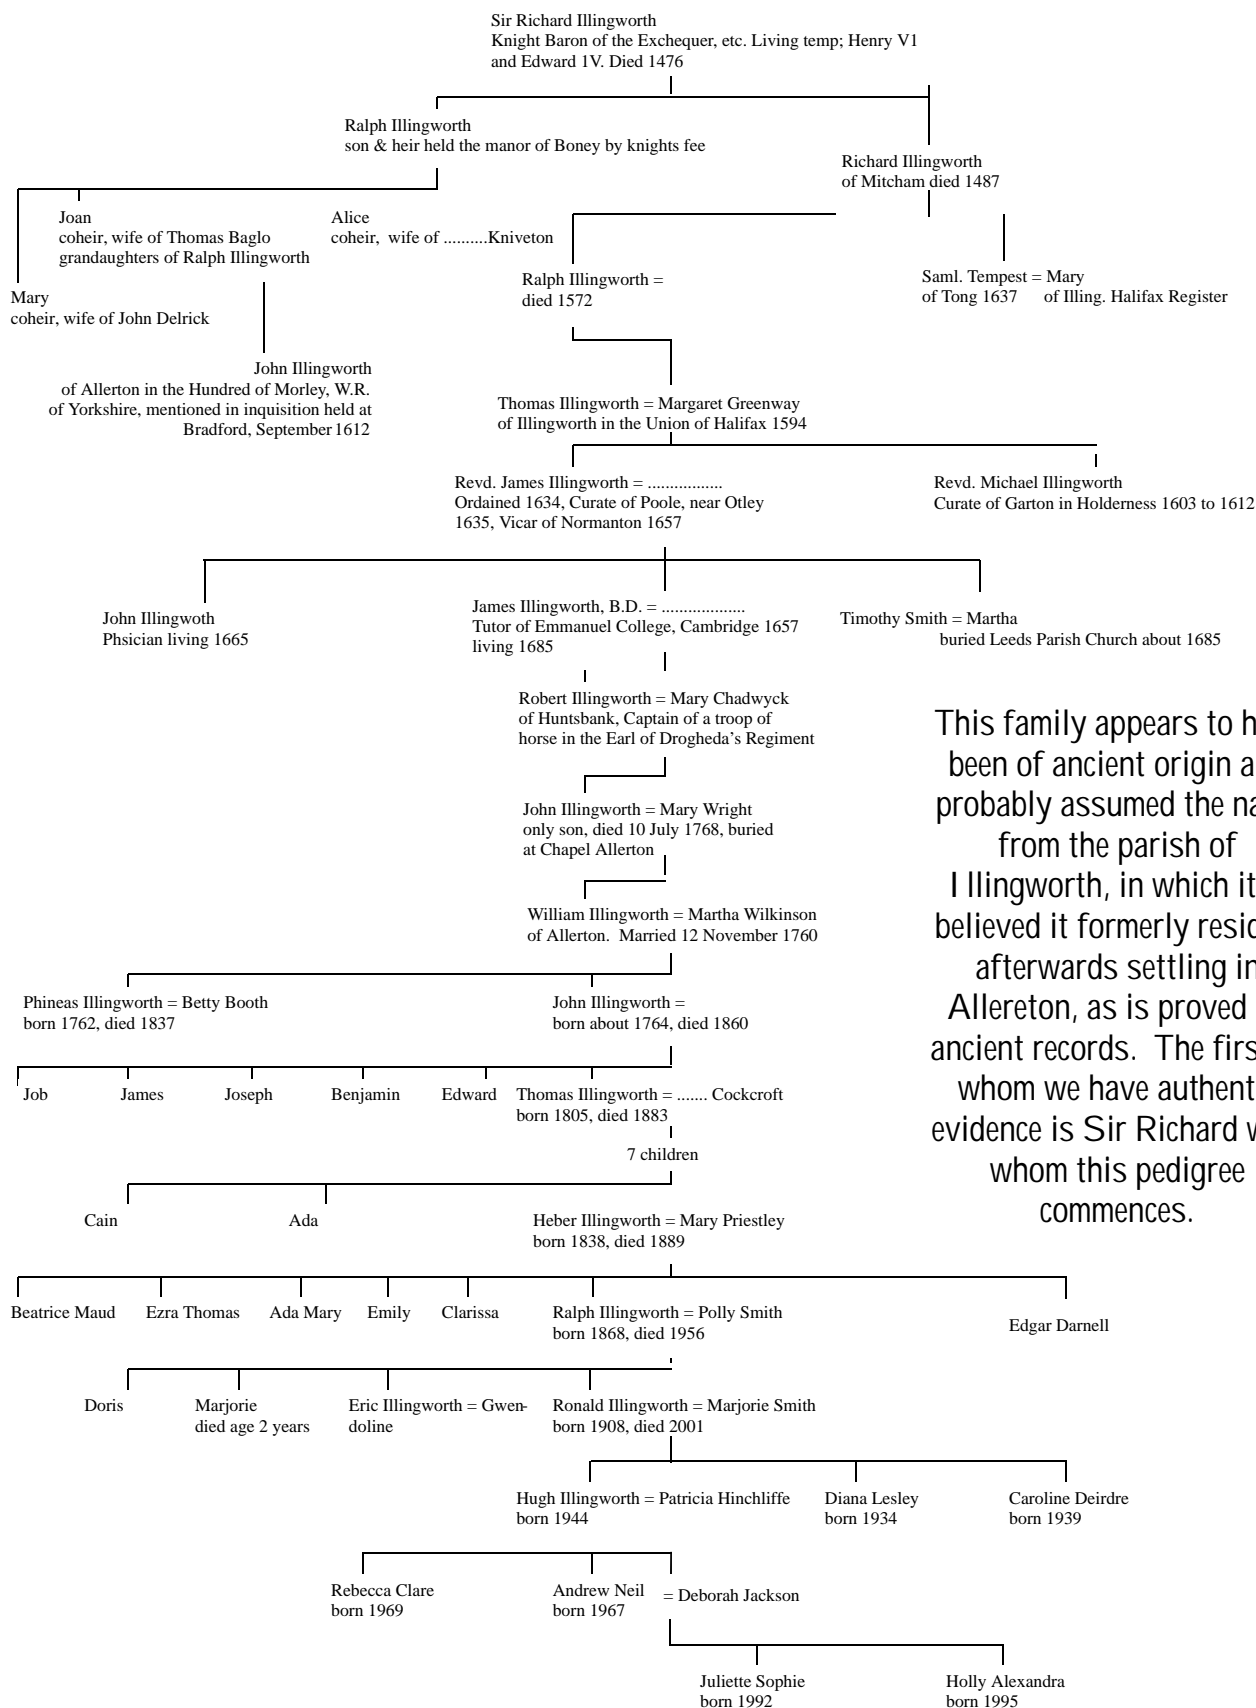 Sir Richard Illingworth
Knight Baron of the Exchequer, etc. Living temp; Henry V1
and Edward 1V. Died 1476
Ralph Illingworth
son & heir held the manor of Boney by knights fee
Richard Illingworth
of Mitcham died 1487
Joan
coheir, wife of Thomas Baglo
grandaughters of Ralph Illingworth
Alice
coheir, wife of ..........Kniveton
Mary
coheir, wife of John Delrick
Ralph Illingworth =
died 1572
Saml. Tempest = Mary
of Tong 1637 of Illing. Halifax Register
John Illingworth
of Allerton in the Hundred of Morley, W.R.
of Yorkshire, mentioned in inquisition held at
Bradford, September 1612
Thomas Illingworth = Margaret Greenway
of Illingworth in the Union of Halifax 1594
Revd. James Illingworth = .................
Ordained 1634, Curate of Poole, near Otley
1635, Vicar of Normanton 1657
Revd. Michael Illingworth
Curate of Garton in Holderness 1603 to 1612
John Illingwoth
Phsician living 1665
James Illingworth, B.D. = ...................
Tutor of Emmanuel College, Cambridge 1657
living 1685
Timothy Smith = Martha
buried Leeds Parish Church about 1685
Robert Illingworth = Mary Chadwyck
of Huntsbank, Captain of a troop of
horse in the Earl of Drogheda's Regiment
John Illingworth = Mary Wright
only son, died 10 July 1768, buried
at Chapel Allerton
William Illingworth = Martha Wilkinson
of Allerton. Married 12 November 1760
Phineas Illingworth = Betty Booth
born 1762, died 1837
John Illingworth =
born about 1764, died 1860
Job
James
Joseph
Benjamin
Edward
Thomas Illingworth = ....... Cockcroft
born 1805, died 1883
7 children
Cain
Ada
Heber Illingworth = Mary Priestley
born 1838, died 1889
Beatrice Maud
Ezra Thomas
Ada Mary
Emily
Clarissa
Ralph Illingworth = Polly Smith
born 1868, died 1956
Edgar Darnell
Doris
Marjorie
died age 2 years
Eric Illingworth = Gwen-
doline
Ronald Illingworth = Marjorie Smith
born 1908, died 2001
Hugh Illingworth = Patricia Hinchliffe
born 1944
Diana Lesley
born 1934
Caroline Deirdre
born 1939
Rebecca Clare
born 1969
Andrew Neil
born 1967
= Deborah Jackson
Juliette Sophie
born 1992
Holly Alexandra
born 1995
This family appears to
been of ancient origin
probably assumed the
from the parish of
Illingworth, in which it
believed it formerly
afterwards settling
Allereton, as is proved
ancient records. The
whom we have
evidence is Sir Richard
whom this pedigree
commences.